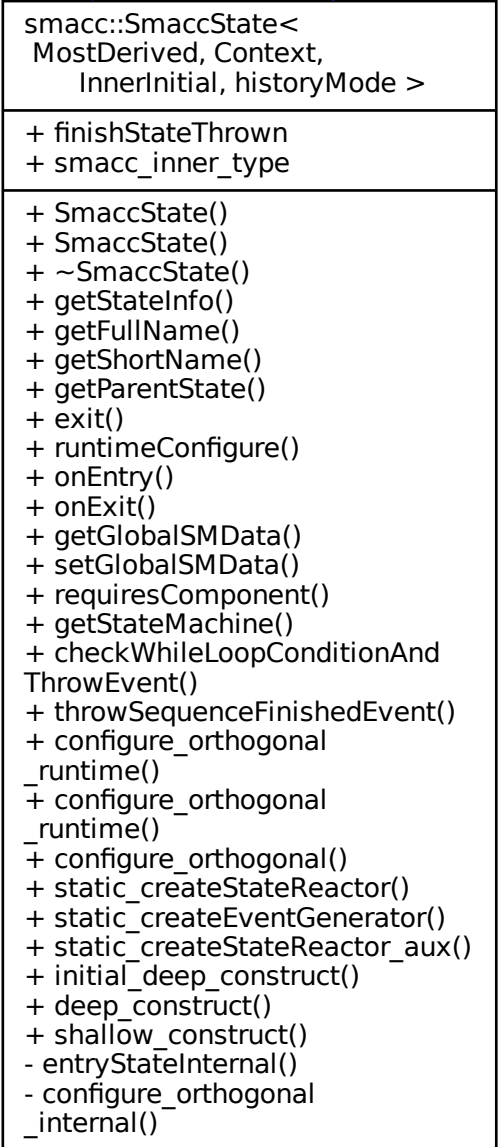 smacc::SmaccState<
MostDerived, Context,
InnerInitial, historyMode >
+ finishStateThrown
+ smacc_inner_type
+ SmaccState()
+ SmaccState()
+ ~SmaccState()
+ getStateInfo()
+ getFullName()
+ getShortName()
+ getParentState()
+ exit()
+ runtimeConfigure()
+ onEntry()
+ onExit()
+ getGlobalSMData()
+ setGlobalSMData()
+ requiresComponent()
+ getStateMachine()
+ checkWhileLoopConditionAnd
ThrowEvent()
+ throwSequenceFinishedEvent()
+ configure_orthogonal
_runtime()
+ configure_orthogonal
_runtime()
+ configure_orthogonal()
+ static_createStateReactor()
+ static_createEventGenerator()
+ static_createStateReactor_aux()
+ initial_deep_construct()
+ deep_construct()
+ shallow_construct()
- entryStateInternal()
- configure_orthogonal
_internal()